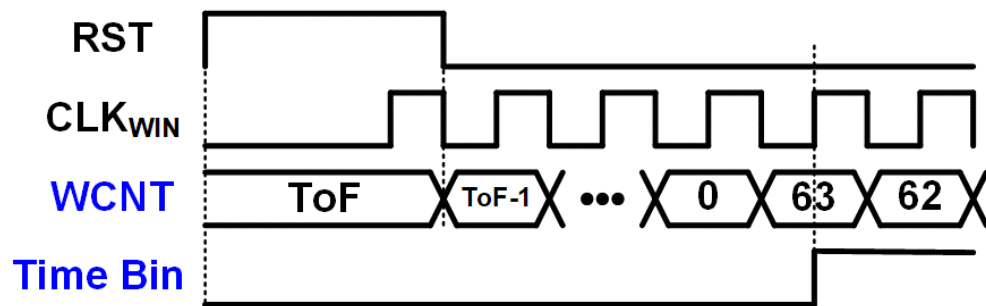 RST
CLKWIN
WCNT ToF ToF-1 ••• 0 63 62
Time Bin